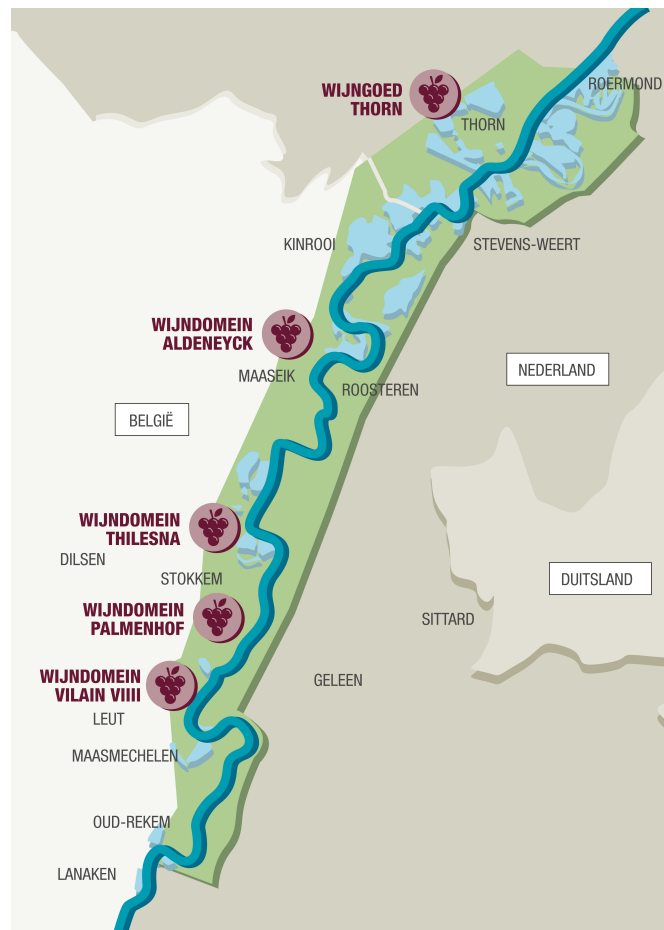 ROERMOND
WIJNGOED
THORN
THORN
KINROOI
STEVENS-WEERT
WIJNDOMEIN
ALDENEYCK
MAASEIK
ROOSTEREN
NEDERLAND
BELGIË
WIJNDOMEIN
THILESNA
DILSEN
STOKKEM
DUITSLAND
WIJNDOMEIN
PALMENHOF
SITTARD
WIJNDOMEIN
VILAIN VIIII
GELEEN
LEUT
MAASMECHELEN
OUD-REKEM
LANAKEN